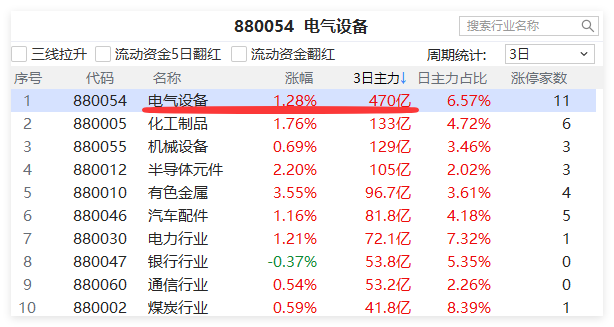 880054 电气设备 搜索行业名称
三线拉升 流动资金5日翻红 流动资金翻红 周期统计: 3日
序号 代码 名称 涨幅 3日主力↓ 日主力占比 涨停家数
1 880054 电气设备 1.28% 470亿 6.57% 11
2 880005 化工制品 1.76% 133亿 4.72% 6
3 880055 机械设备 0.69% 129亿 3.46% 3
4 880012 半导体元件 2.20% 105亿 2.02% 3
5 880010 有色金属 3.55% 96.7亿 3.61% 4
6 880046 汽车配件 1.16% 81.8亿 4.18% 5
7 880030 电力行业 1.21% 72.1亿 7.32% 1
8 880047 银行行业 -0.37% 53.8亿 5.35% 0
9 880060 通信行业 0.54% 53.2亿 2.26% 0
10 880002 煤炭行业 0.59% 41.8亿 8.39% 1